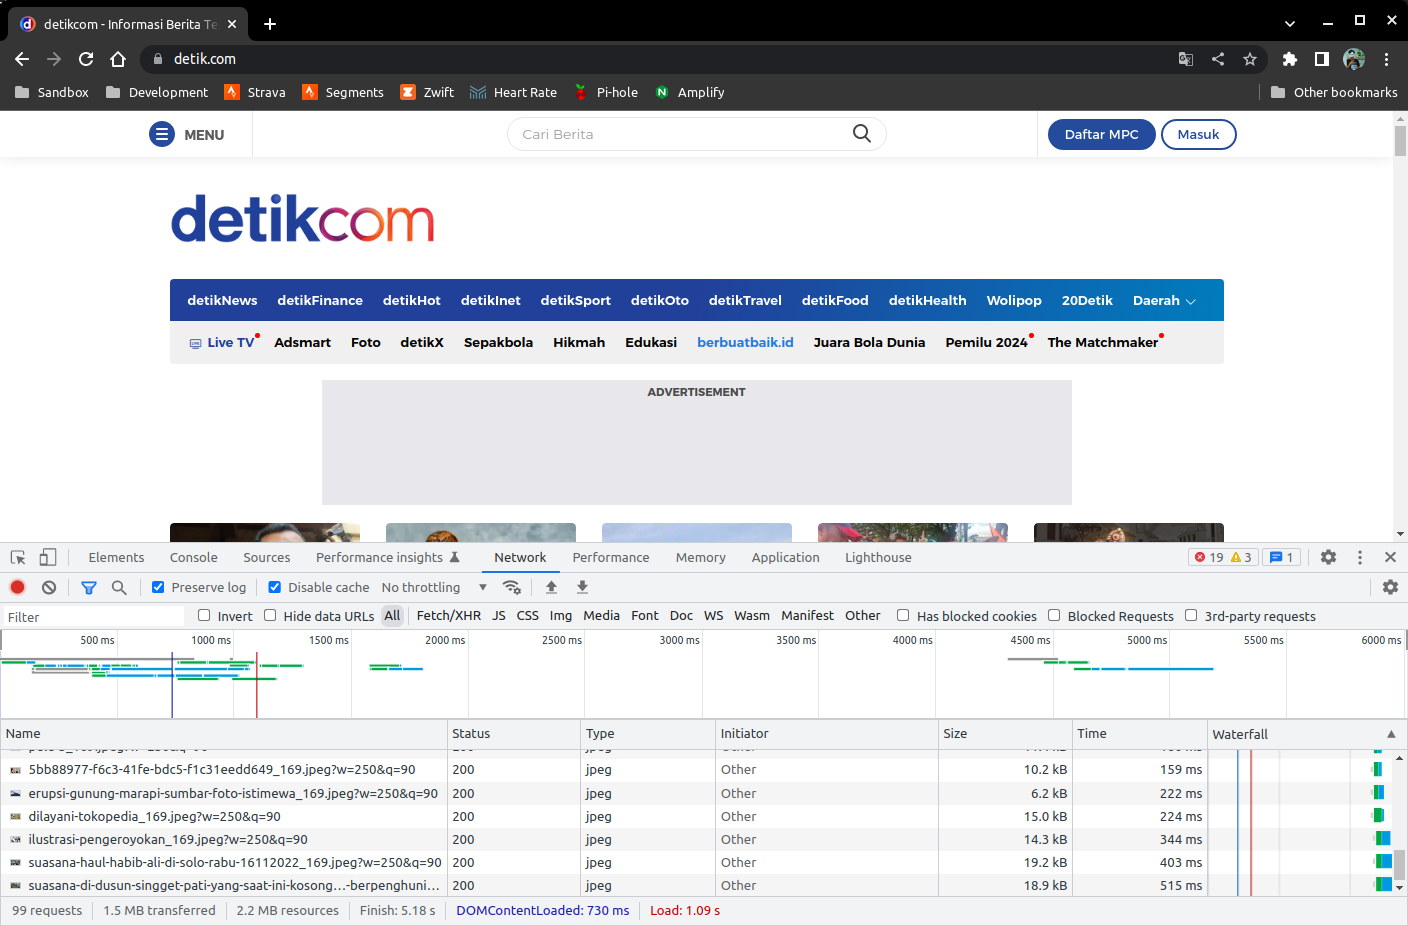 detikcom - Informasi Berita Te
detik.com
Sandbox Development Strava Segments Zwift Heart Rate Pi-hole Amplify Other bookmarks
MENU Cari Berita Daftar MPC Masuk
detikcom
detikNews detikFinance detikHot detikInet detikSport detikOto detikTravel detikFood detikHealth Wolipop 20Detik Daerah
Live TV Adsmart Foto detikX Sepakbola Hikmah Edukasi berbuatbaik.id Juara Bola Dunia Pemilu 2024 The Matchmaker
ADVERTISEMENT
Elements Console Sources Performance insights Network Performance Memory Application Lighthouse 19 3 1
Preserve log Disable cache No throttling
Filter Invert Hide data URLs All Fetch/XHR JS CSS Img Media Font Doc WS Wasm Manifest Other Has blocked cookies Blocked Requests 3rd-party requests
500 ms 1000 ms 1500 ms 2000 ms 2500 ms 3000 ms 3500 ms 4000 ms 4500 ms 5000 ms 5500 ms 6000 ms
Name Status Type Initiator Size Time Waterfall
5bb88977-f6c3-41fe-bdc5-f1c31eedd649_169.jpeg?w=250&q=90 200 jpeg Other 10.2 kB 159 ms
erupsi-gunung-marapi-sumbar-foto-istimewa_169.jpeg?w=250&q=90 200 jpeg Other 6.2 kB 222 ms
dilayani-tokopedia_169.jpeg?w=250&q=90 200 jpeg Other 15.0 kB 224 ms
ilustrasi-pengeroyokan_169.jpeg?w=250&q=90 200 jpeg Other 14.3 kB 344 ms
suasana-haul-habib-ali-di-solo-rabu-16112022_169.jpeg?w=250&q=90 200 jpeg Other 19.2 kB 403 ms
suasana-di-dusun-singget-pati-yang-saat-ini-kosong...-berpenghuni... 200 jpeg Other 18.9 kB 515 ms
99 requests 1.5 MB transferred 2.2 MB resources Finish: 5.18 s DOMContentLoaded: 730 ms Load: 1.09 s